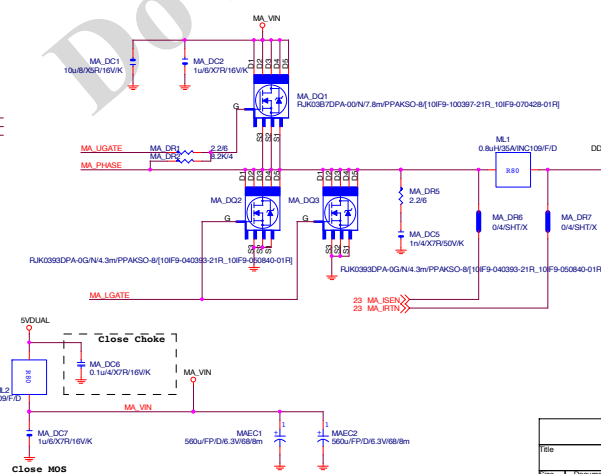 Do
MA_VIN
MA_DC1
10u/8/X5R/16V/K
MA_DC2
1u/6/X7R/16V/K
D1 D2 D3 D4 D5
MA_DQ1
RJK03B7DPA-00/N/7.8m/PPAKSO-8/[10IF9-100397-21R_10IF9-070428-01R]
G
S3 S2 S1
MA_UGATE
MA_DR1 2.2/6
MA_DR2 8.2K/4
MA_PHASE
ML1
0.8uH/35A/INC109/F/D
R80
DD
D1 D2 D3 D4 D5
D1 D2 D3 D4 D5
MA_DQ2
MA_DQ3
G
G
S3 S2 S1
S3 S2 S1
MA_DR5
2.2/6
MA_DR6
0/4/SHT/X
MA_DR7
0/4/SHT/X
MA_DC5
1n/4/X7R/50V/K
RJK0393DPA-0G/N/4.3m/PPAKSO-8/[10IF9-040393-21R_10IF9-050840-01R]
RJK0393DPA-0G/N/4.3m/PPAKSO-8/[10IF9-040393-21R_10IF9-050840-01R
MA_LGATE
23 MA_ISEN
23 MA_IRTN
5VDUAL
Close Choke
MA_DC6
0.1u/4/X7R/16V/K
MA_VIN
R80
L2
09/F/D
MA_VIN
MA_DC7
1u/6/X7R/16V/K
MAEC1
560u/FP/D/6.3V/68/8m
MAEC2
560u/FP/D/6.3V/68/8m
1
1
Close MOS
Title